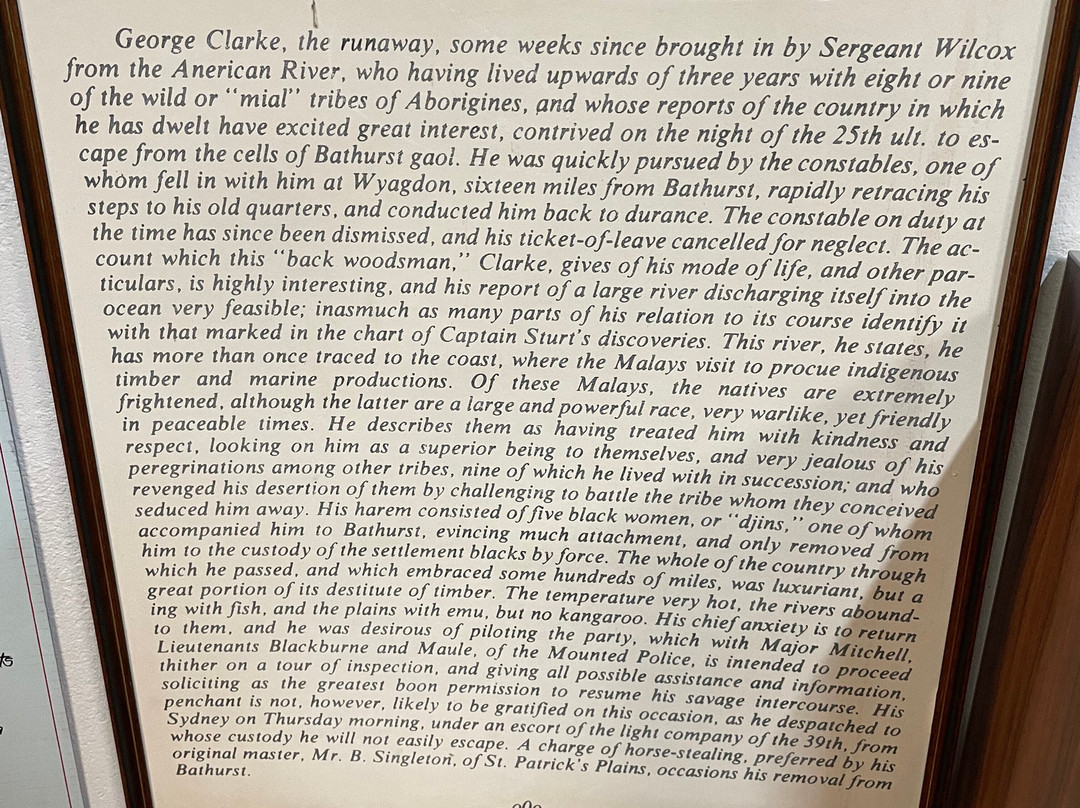 George Clarke, the runaway, some weeks since brought in by Sergeant Wilcox
from the Anerican River, who having lived upwards of three years with eight or nine
of the wild or “mial” tribes of Aborigines, and whose reports of the country in which
he has dwelt have excited great interest, contrived on the night of the 25th ult. to es-
cape from the cells of Bathurst gaol. He was quickly pursued by the constables, one of
whom fell in with him at Wyagdon, sixteen miles from Bathurst, rapidly retracing his
steps to his old quarters, and conducted him back to durance. The constable on duty at
the time has since been dismissed, and his ticket-of-leave cancelled for neglect. The ac-
count which this “back woodsman,” Clarke, gives of his mode of life, and other par-
ticulars, is highly interesting, and his report of a large river discharging itself into the
ocean very feasible; inasmuch as many parts of his relation to its course identify it
with that marked in the chart of Captain Sturt's discoveries. This river, he states, he
has more than once traced to the coast, where the Malays visit to procue indigenous
timber and marine productions. Of these Malays, the natives are extremely
frightened, although the latter are a large and powerful race, very warlike, yet friendly
in peaceable times. He describes them as having treated him with kindness and
respect, looking on him as a superior being to themselves, and very jealous of his
peregrinations among other tribes, nine of which he lived with in succession; and who
revenged his desertion of them by challenging to battle the tribe whom they conceived
seduced him away. His harem consisted of five black women, or “djins,” one of whom
accompanied him to Bathurst, evincing much attachment, and only removed from
him to the custody of the settlement blacks by force. The whole of the country through
which he passed, and which embraced some hundreds of miles, was luxuriant, but a
great portion of its destitute of timber. The temperature very hot, the rivers abound-
ing with fish, and the plains with emu, but no kangaroo. His chief anxiety is to return
to them, and he was desirous of piloting the party, which with Major Mitchell,
Lieutenants Blackburne and Maule, of the Mounted Police, is intended to proceed
thither on a tour of inspection, and giving all possible assistance and information,
soliciting as the greatest boon permission to resume his savage intercourse. His
penchant is not, however, likely to be gratified on this occasion, as he despatched to
Sydney on Thursday morning, under an escort of the light company of the 39th, from
whose custody he will not easily escape. A charge of horse-stealing, preferred by his
original master, Mr. B. Singleton, of St. Patrick's Plains, occasions his removal from
Bathurst.